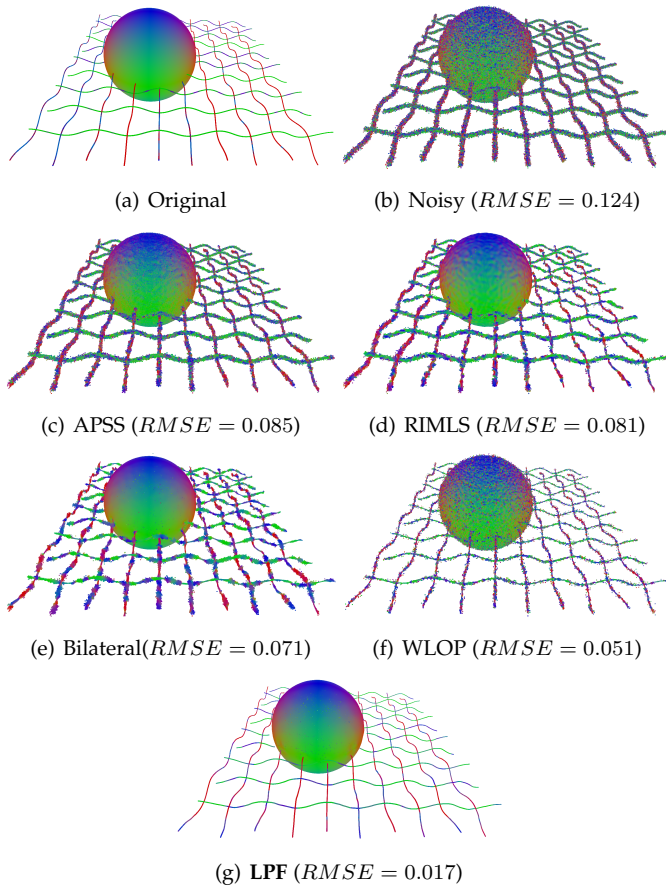 (a) Original
(b) Noisy (RMSE = 0.124)
(c) APSS (RMSE = 0.085)
(d) RIMLS (RMSE = 0.081)
(e) Bilateral(RMSE = 0.071)
(f) WLOP (RMSE = 0.051)
(g) LPF (RMSE = 0.017)